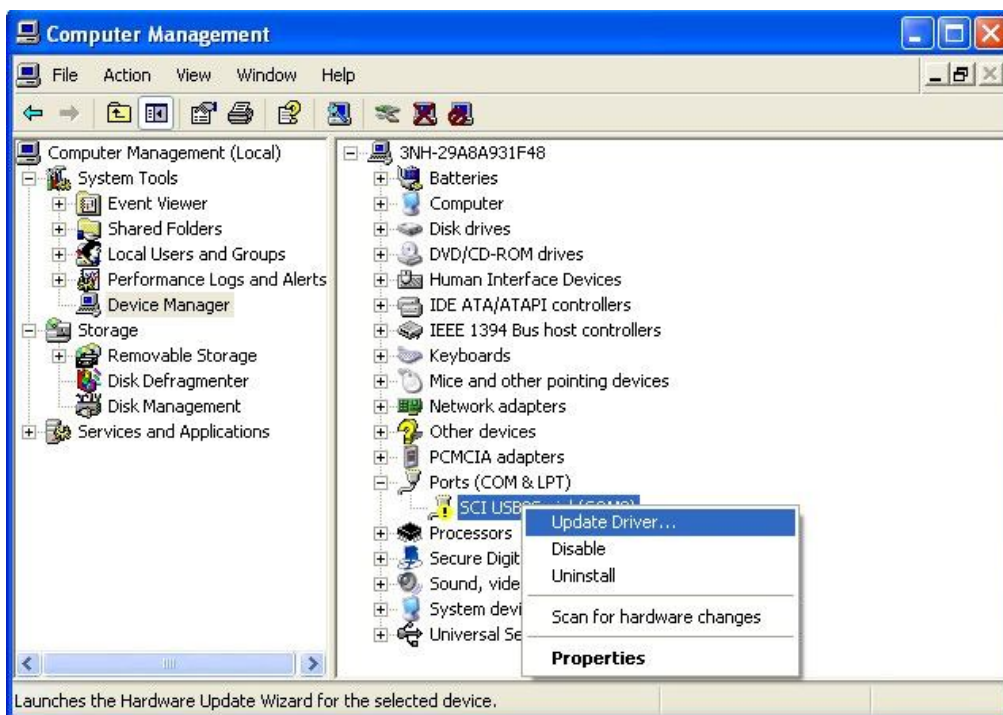 Computer Management
File Action View Window Help
Computer Management (Local)
System Tools
Event Viewer
Shared Folders
Local Users and Groups
Performance Logs and Alerts
Device Manager
Storage
Removable Storage
Disk Defragmenter
Disk Management
Services and Applications
3NH-29A8A931F48
Batteries
Computer
Disk drives
DVD/CD-ROM drives
Human Interface Devices
IDE ATA/ATAPI controllers
IEEE 1394 Bus host controllers
Keyboards
Mice and other pointing devices
Network adapters
Other devices
PCMCIA adapters
Ports (COM & LPT)
SCI
Processors
Secure Digit
Sound, vide
System devi
Universal Se
Update Driver...
Disable
Uninstall
Scan for hardware changes
Properties
Launches the Hardware Update Wizard for the selected device.